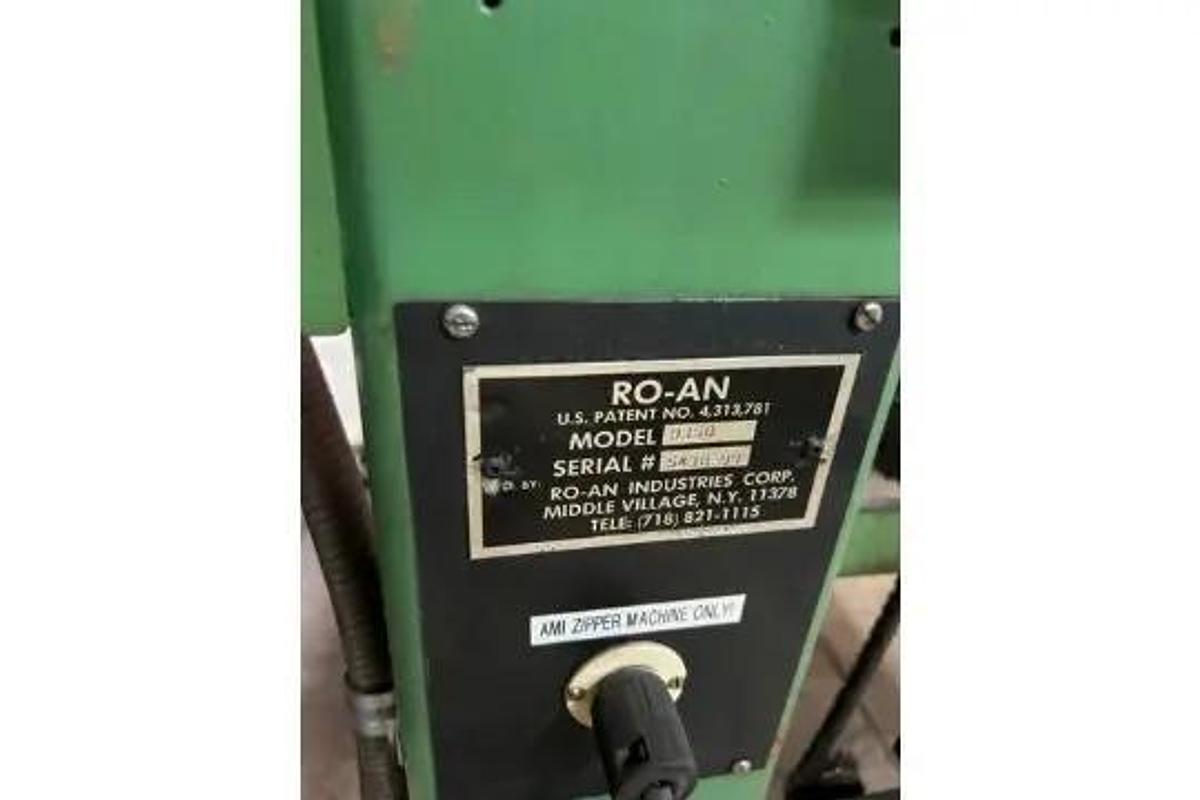 RO-AN
U.S. PATENT NO. 4,313,781
MODEL
SERIAL #
BY: RO-AN INDUSTRIES CORP.
MIDDLE VILLAGE, N.Y. 11378
TELE: (718) 821-1115
AMI ZIPPER MACHINE ONLY!